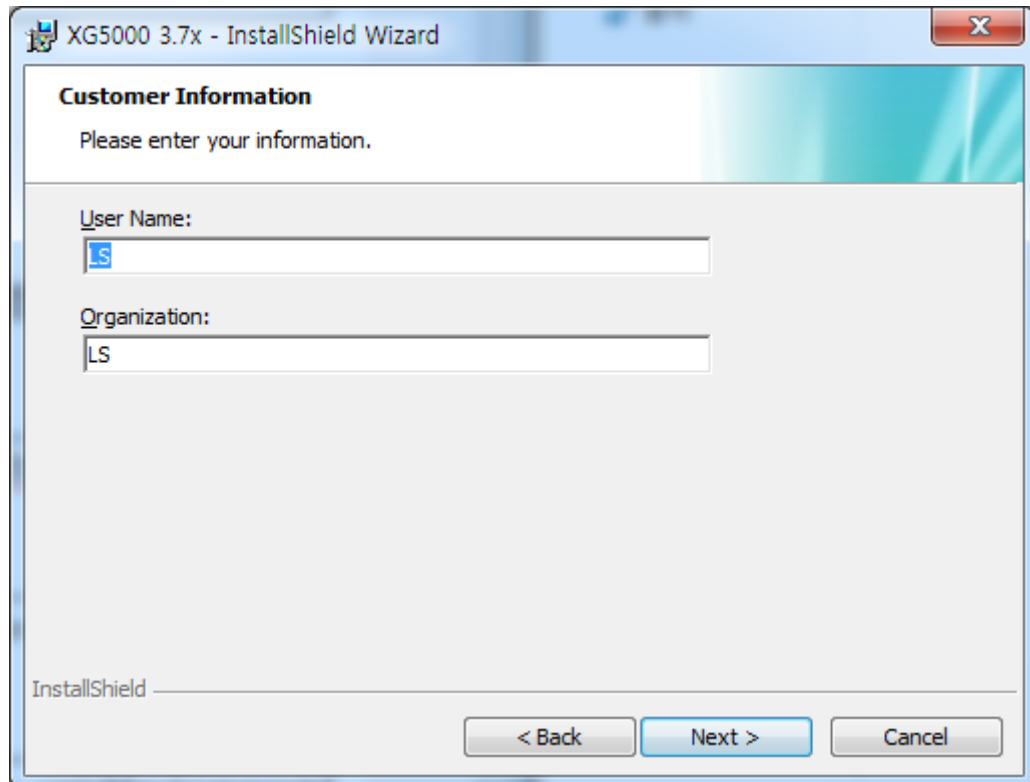 XG5000 3.7x - InstallShield Wizard
Customer Information
Please enter your information.
User Name:
LS
Organization:
LS
InstallShield
< Back
Next >
Cancel